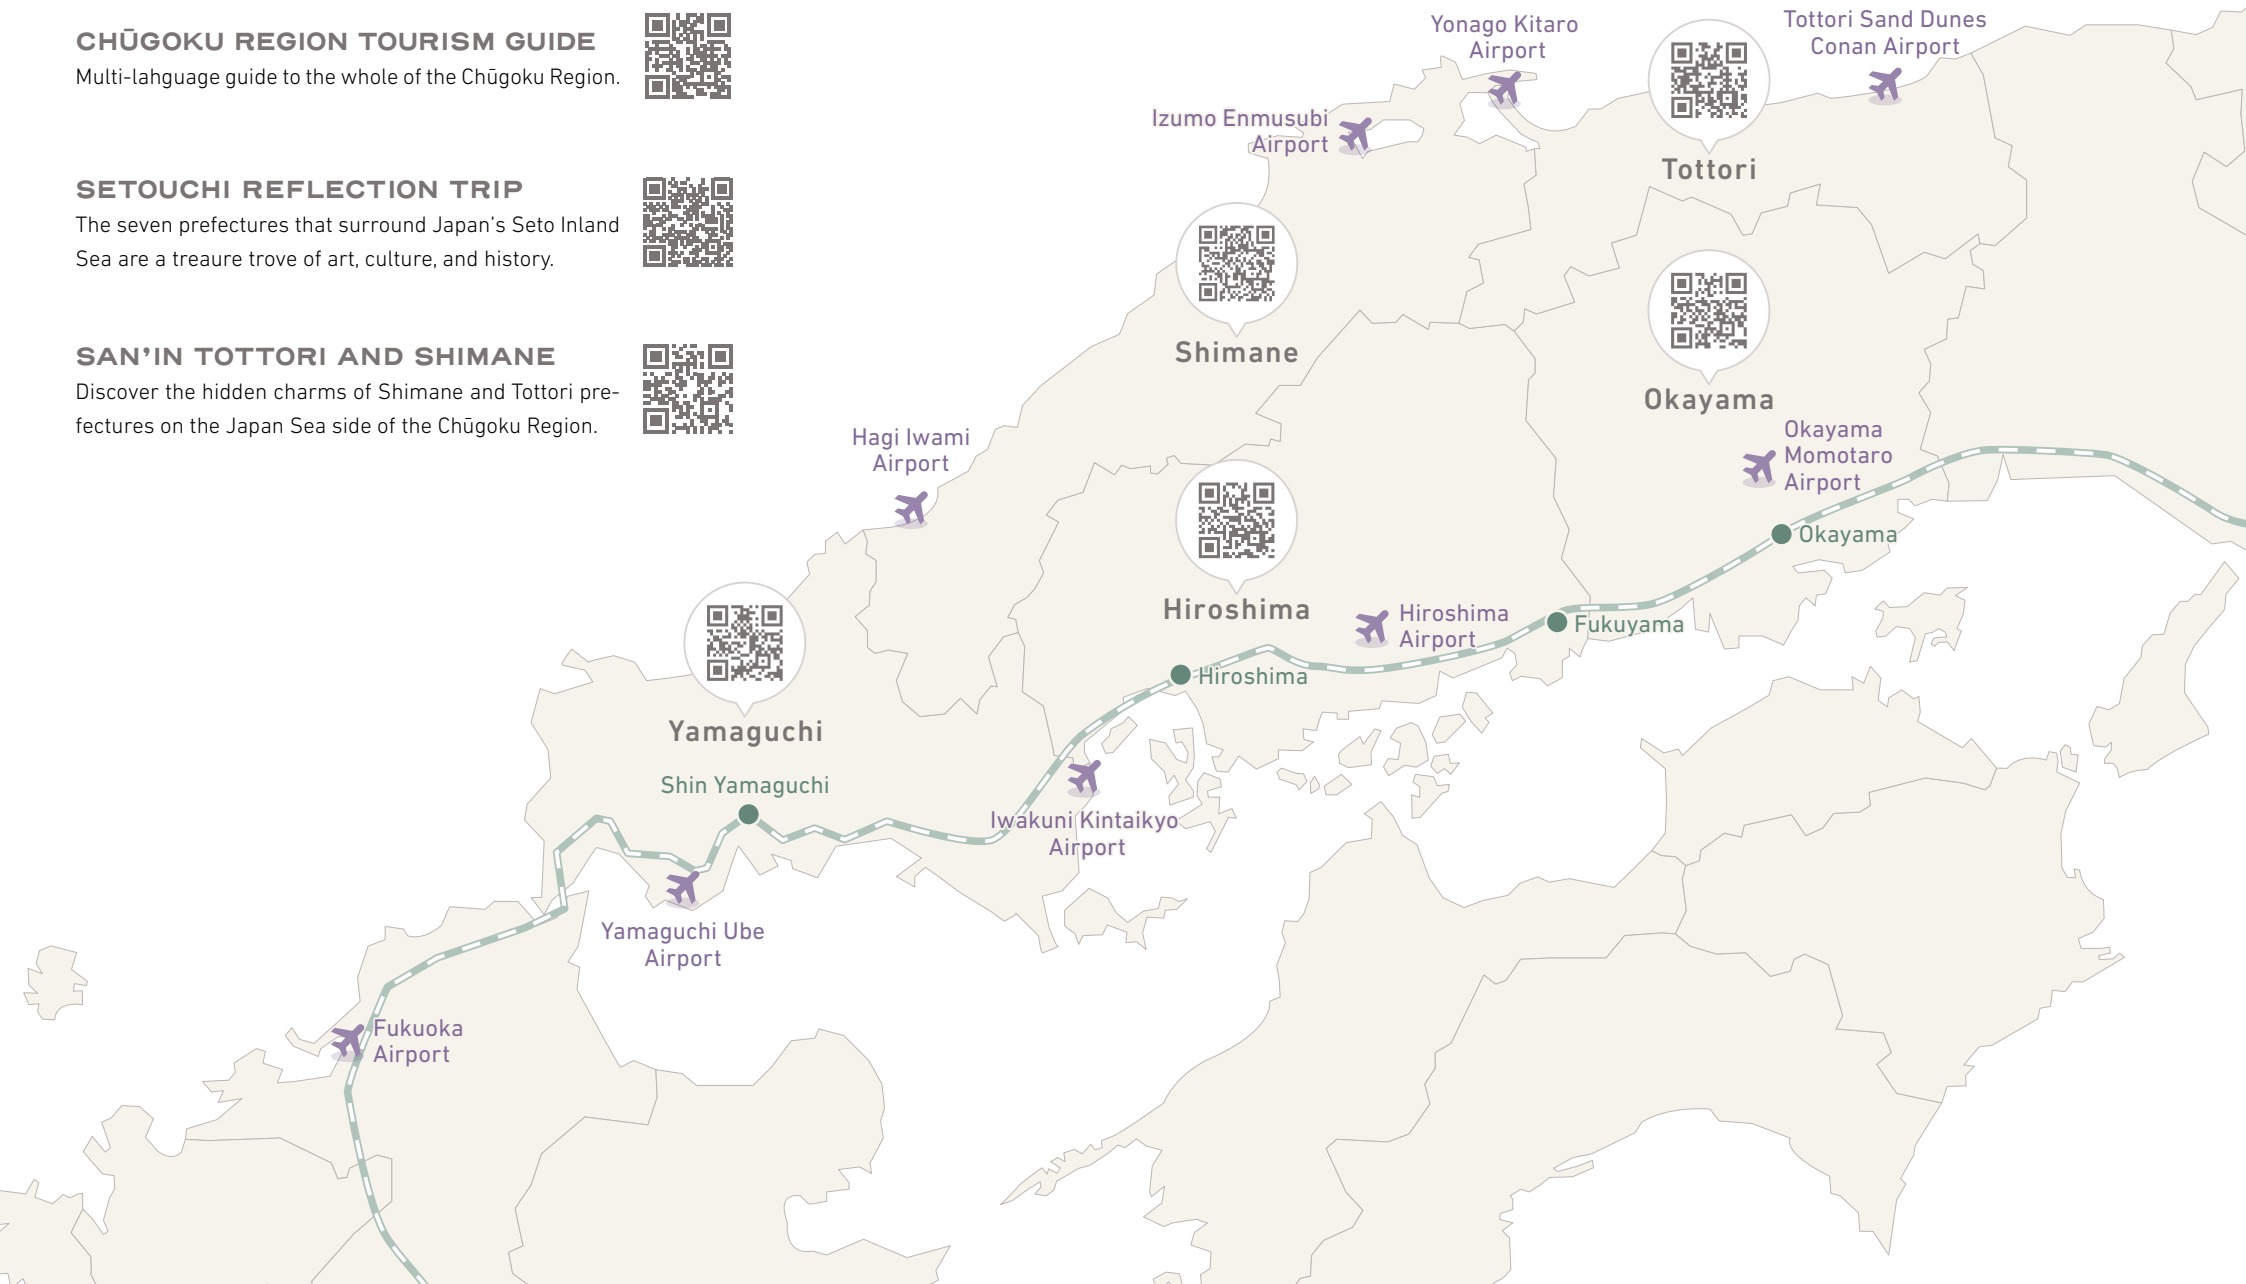 CHŪGOKU REGION TOURISM GUIDE
Multi-lahguage guide to the whole of the Chūgoku Region.
SETOUCHI REFLECTION TRIP
The seven prefectures that surround Japan's Seto Inland
Sea are a treaure trove of art, culture, and history.
SAN'IN TOTTORI AND SHIMANE
Discover the hidden charms of Shimane and Tottori pre-
fectures on the Japan Sea side of the Chūgoku Region.
Yonago Kitaro
Airport
Tottori Sand Dunes
Conan Airport
Izumo Enmusubi
Airport
Tottori
Shimane
Okayama
Hagi Iwami
Airport
Okayama
Momotaro
Airport
Okayama
Hiroshima
Hiroshima
Airport
Fukuyama
Hiroshima
Yamaguchi
Shin Yamaguchi
Iwakuni Kintaikyo
Airport
Yamaguchi Ube
Airport
Fukuoka
Airport